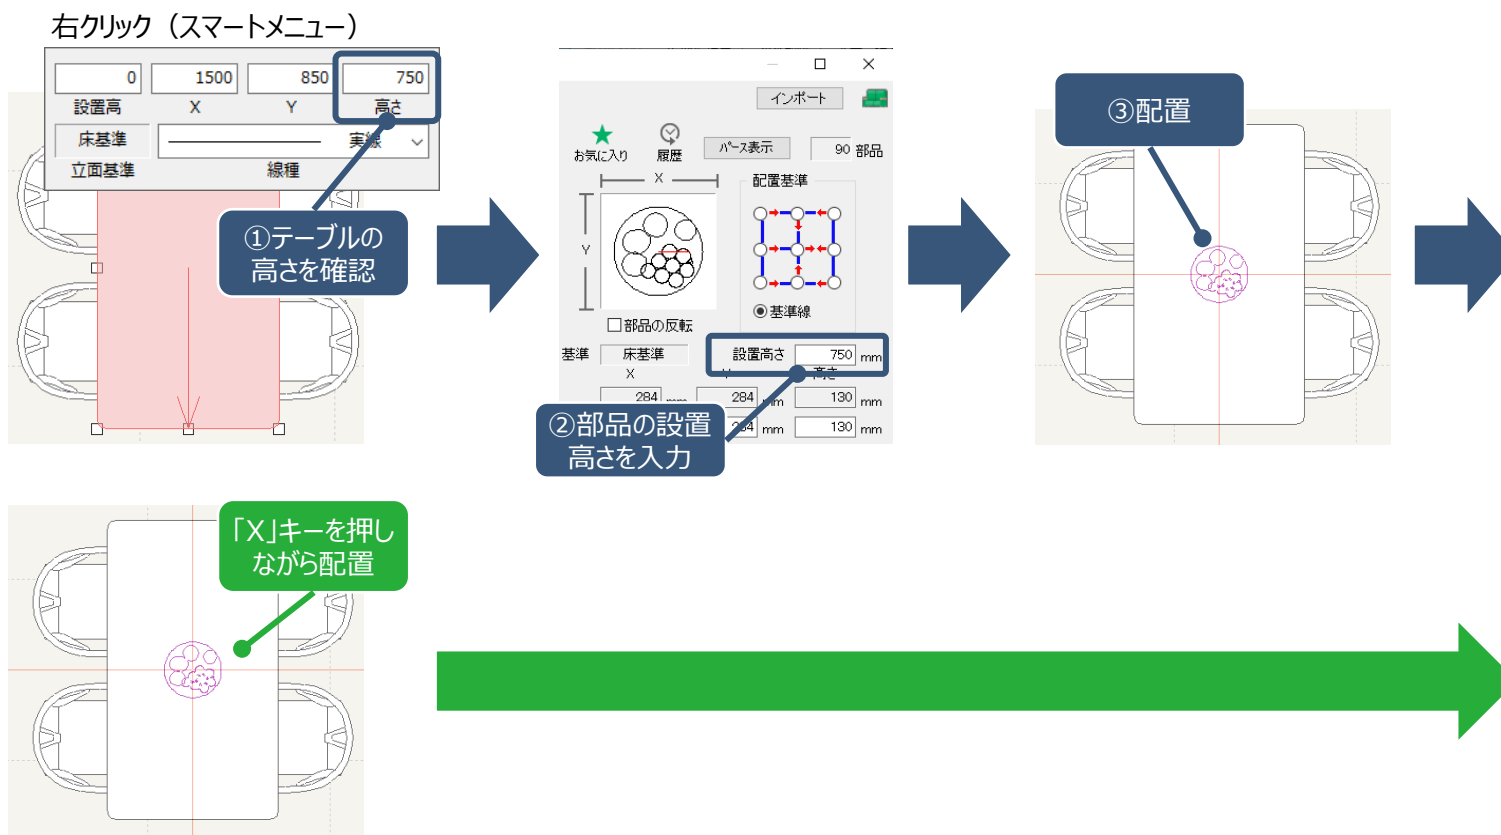 右クリック（スマートメニュー）
0 1500 850 750
設置高 X Y 高さ
床基準 実線
立面基準 線種
①テーブルの
高さを確認
インポート
お気に入り 履歴 パース表示 90 部品
X 配置基準
Y
基準線
部品の反転
基準 床基準 設置高さ 750 mm
X Y 高さ
284 mm 284 mm 130 mm
284 mm 130 mm
②部品の設置
高さを入力
③配置
「X」キーを押し
ながら配置